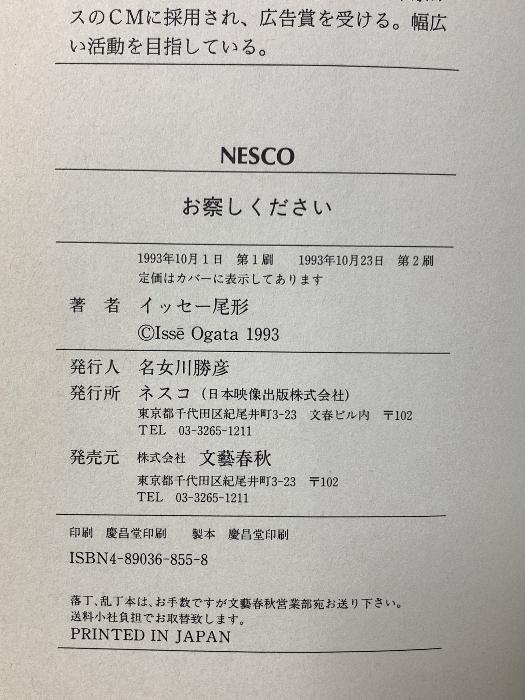 スのCMに採用され、広告賞を受ける。幅広
い活動を目指している。
NESCO
お察しください
1993年10月1日　第1刷　　1993年10月23日　第2刷
定価はカバーに表示してあります
著　者　イッセー尾形
©Issē Ogata 1993
発行人　名女川勝彦
発行所　ネスコ（日本映像出版株式会社）
東京都千代田区紀尾井町3-23　文春ビル内　〒102
TEL　03-3265-1211
発売元　株式会社　文藝春秋
東京都千代田区紀尾井町3-23　〒102
TEL　03-3265-1211
印刷　慶昌堂印刷　　製本　慶昌堂印刷
ISBN4-89036-855-8
落丁、乱丁本は、お手数ですが文藝春秋営業部宛お送り下さい。
送料小社負担でお取替致します。
PRINTED IN JAPAN